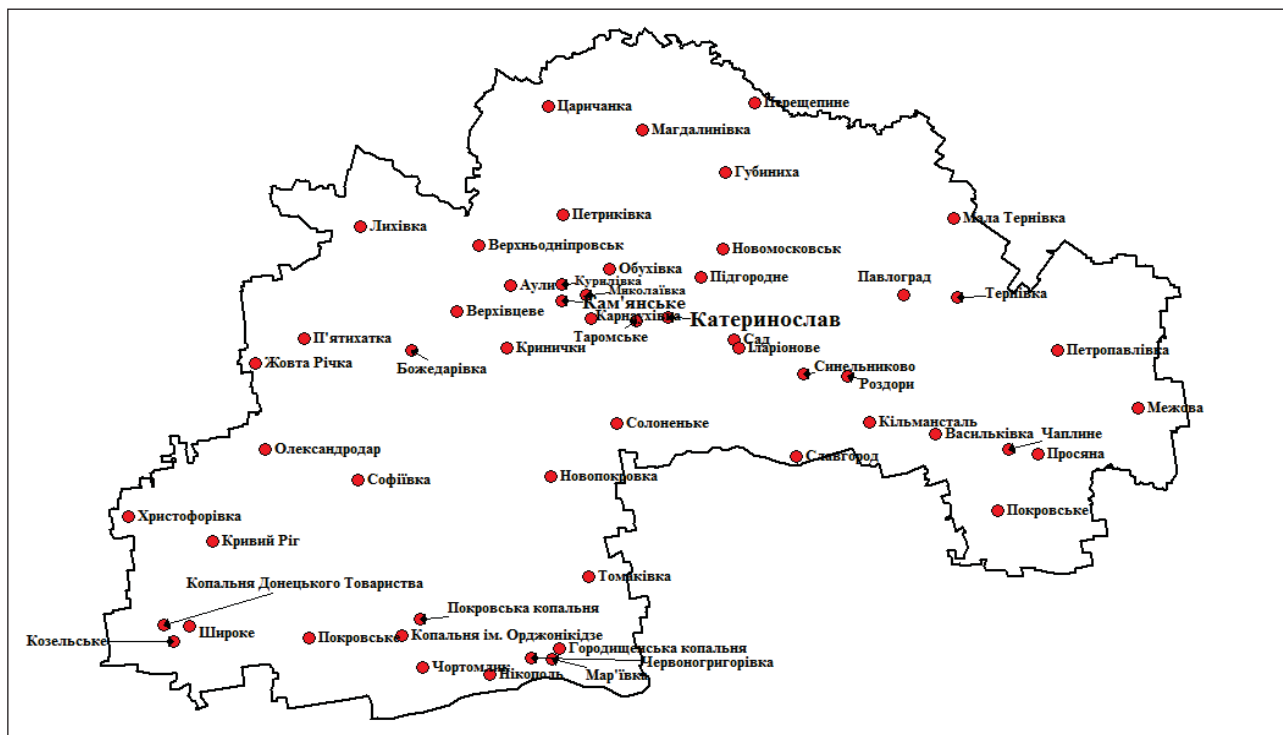 Перещепине
Царичанка
Магдалинівка
Губиниха
Петриківка
Мала Тернівка
Лихівка
Верхньодніпровськ
Новомосковськ
Обухівка
Підгородне
Павлоград
Курилівка
Аули
Миколаївка
Тернівка
Кам'янське
Верхівцеве
Карнаухівка
Катеринослав
Таромське
П'ятихатка
Сад
Кринички
Іларіонове
Петропавлівка
Жовта Річка
Божедарівка
Синельниково
Роздори
Межова
Солоненьке
Кільмансталь
Васильківка
Чаплине
Олександродар
Славгород
Просяна
Софіївка
Новопокровка
Покровське
Христофорівка
Кривий Ріг
Томаківка
Копальня Донецького Товариства
Покровська копальня
Широке
Козельське
Покровське
Копальня ім. Орджонікідзе
Городищенська копальня
Червоногригорівка
Чортомлик
Нікополь
Мар'ївка